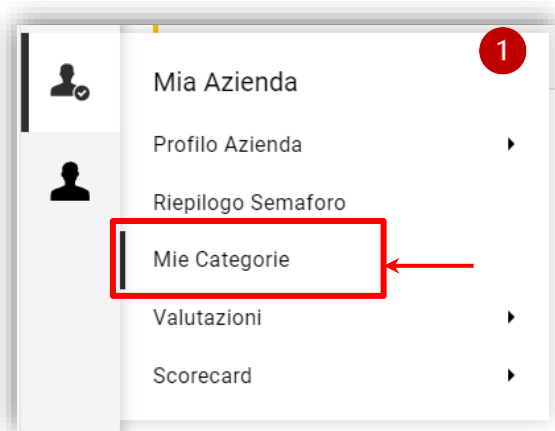 1
Mia Azienda
Profilo Azienda
Riepilogo Semaforo
Mie Categorie
Valutazioni
Scorecard